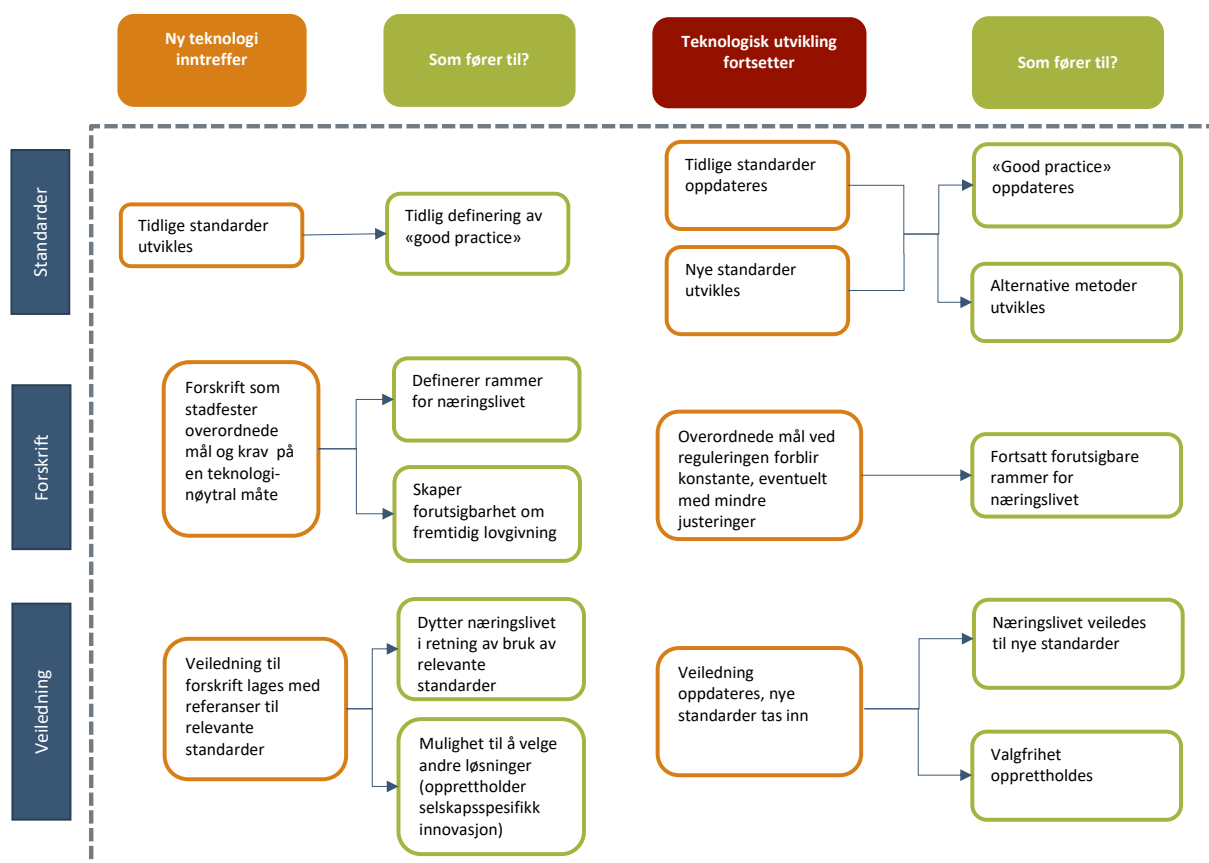 Ny teknologi
inntreffer
Som fører til?
Teknologisk utvikling
fortsetter
Som fører til?
Standarder
Tidlige standarder
utvikles
Tidlig definering av
«good practice»
Tidlige standarder
oppdateres
Nye standarder
utvikles
«Good practice»
oppdateres
Alternative metoder
utvikles
Forskrift
Forskrift som
stadfester
overordnede
mål og krav på
en teknologi-
nøytral måte
Definerer rammer
for næringslivet
Skaper
forutsigbarhet om
fremtidig lovgivning
Overordnede mål ved
reguleringen forblir
konstante, eventuelt
med mindre
justeringer
Fortsatt forutsigbare
rammer for
næringslivet
Veiledning
Veiledning til
forskrift lages med
referanser til
relevante
standarder
Dytter næringslivet
i retning av bruk av
relevante
standarder
Mulighet til å velge
andre løsninger
(opprettholder
selskapsspesifikk
innovasjon)
Veiledning
oppdateres, nye
standarder tas inn
Næringslivet veiledes
til nye standarder
Valgfrihet
opprettholdes